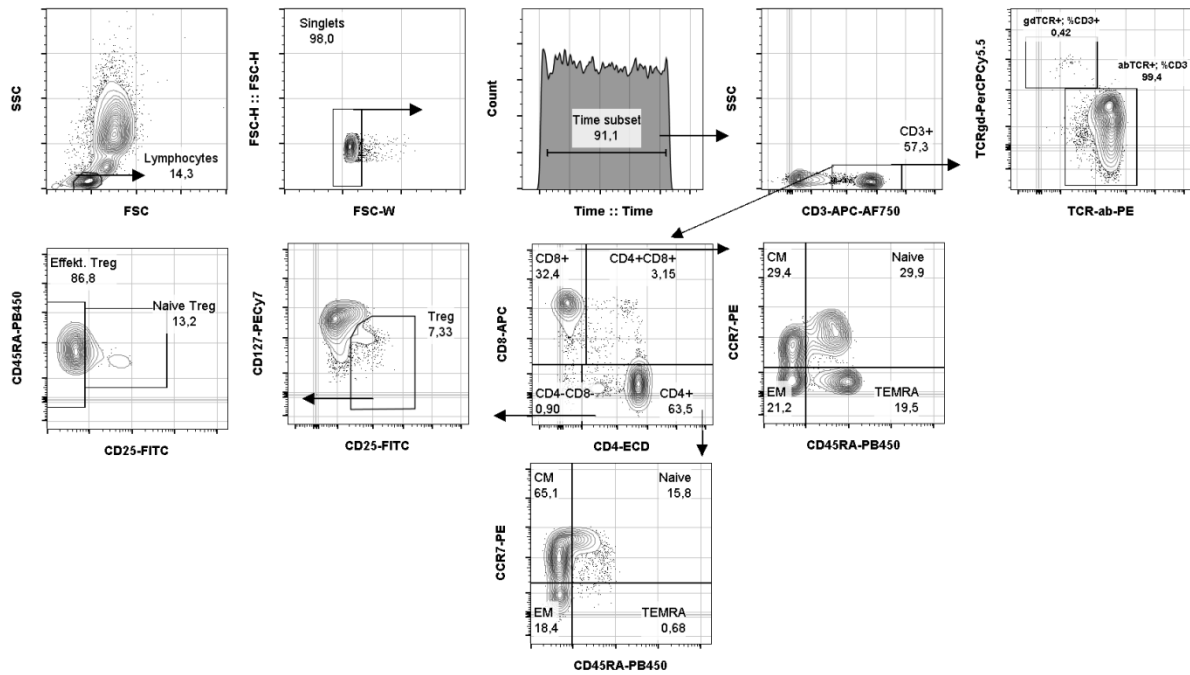 SSC
Lymphocytes
14,3
FSC
FSC-H :: FSC-H
Singlets
98,0
FSC-W
Count
Time subset
91,1
Time :: Time
SSC
CD3+
57,3
CD3-APC-AF750
TCRgd-PerCPCy5.5
gdTCR+; %CD3+
0,42
abTCR+; %CD3
99,4
TCR-ab-PE
CD45RA-PB450
Effekt. Treg
86,8
Naive Treg
13,2
CD25-FITC
CD127-PECy7
Treg
7,33
CD25-FITC
CD8-APC
CD8+
32,4
CD4+CD8+
3,15
CD4-CD8-
0,90
CD4+
63,5
CD4-ECD
CCR7-PE
CM
29,4
Naive
29,9
EM
21,2
TEMRA
19,5
CD45RA-PB450
CCR7-PE
CM
65,1
Naive
15,8
EM
18,4
TEMRA
0,68
CD45RA-PB450